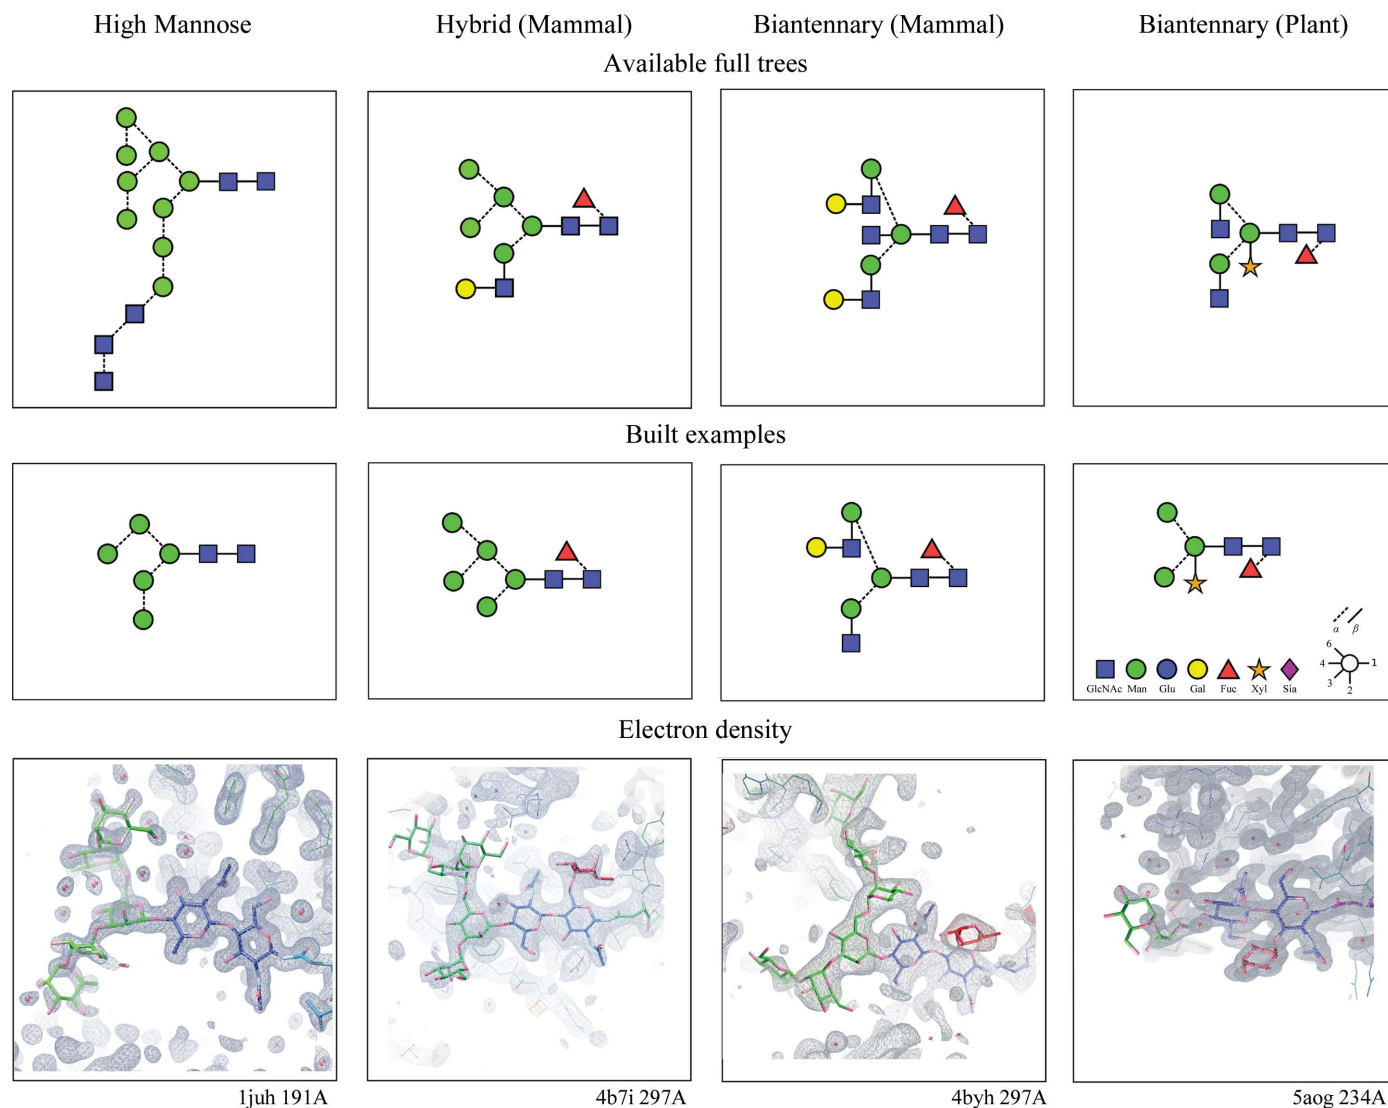 High Mannose
Hybrid (Mammal)
Biantennary (Mammal)
Biantennary (Plant)
Available full trees
Built examples
α β
6
4
1
3
2
GlcNAc Man Glu Gal Fuc Xyl Sia
Electron density
1juh 191A
4b7i 297A
4byh 297A
5aog 234A